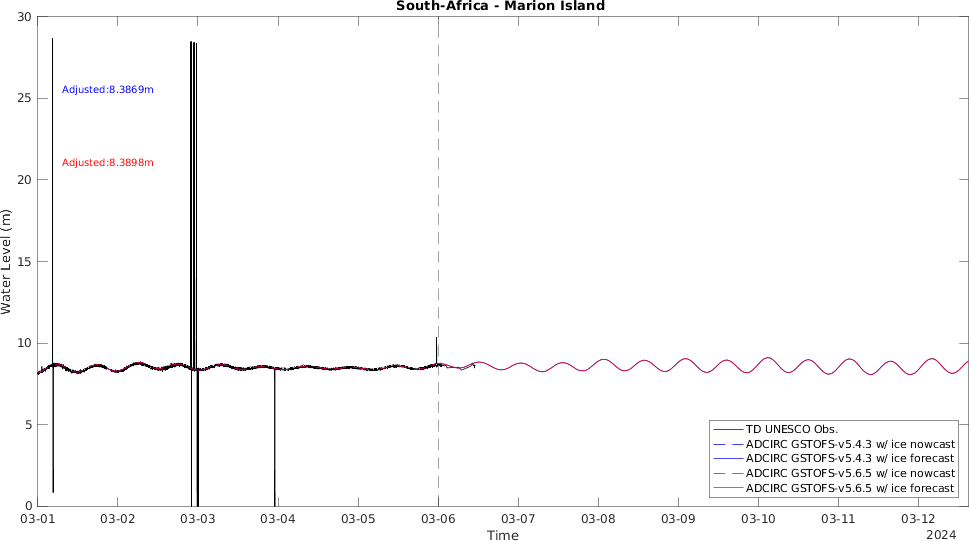 South-Africa - Marion Island
30
25
20
15
10
5
0
Water Level (m)
Adjusted:8.3869m
Adjusted:8.3898m
TD UNESCO Obs.
ADCIRC GSTOFS-v5.4.3 w/ ice nowcast
ADCIRC GSTOFS-v5.4.3 w/ ice forecast
ADCIRC GSTOFS-v5.6.5 w/ ice nowcast
ADCIRC GSTOFS-v5.6.5 w/ ice forecast
03-01 03-02 03-03 03-04 03-05 03-06 03-07 03-08 03-09 03-10 03-11 03-12
Time
2024